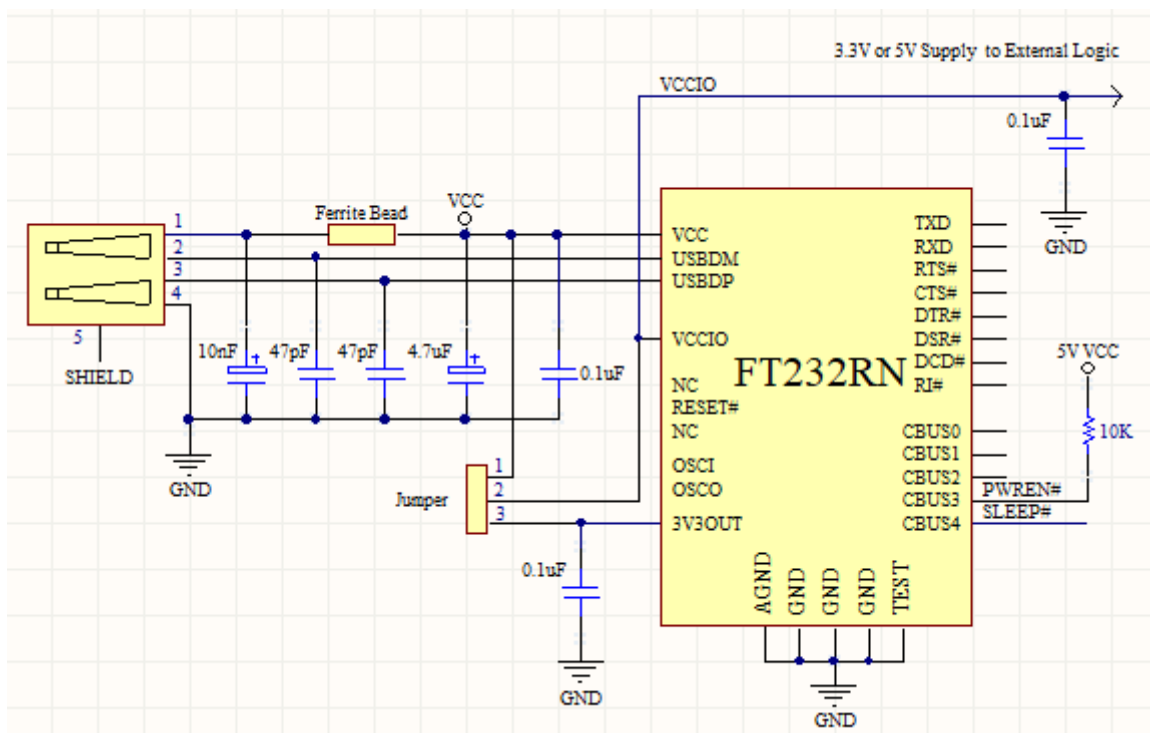 3.3V or 5V Supply to External Logic
VCCIO
0.1uF
GND
1
2
3
4
5
SHIELD
Ferrite Bead
VCC
10nF
+
47pF
47pF
4.7uF
+
0.1uF
GND
Jumper
1
2
3
0.1uF
GND
VCC
USBDM
USBDP
VCCIO
NC
RESET#
NC
OSCI
OSCO
3V3OUT
FT232RN
TXD
RXD
RTS#
CTS#
DTR#
DSR#
DCD#
RI#
CBUS0
CBUS1
CBUS2
CBUS3
CBUS4
AGND
GND
GND
GND
TEST
GND
5V VCC
10K
PWREN#
SLEEP#